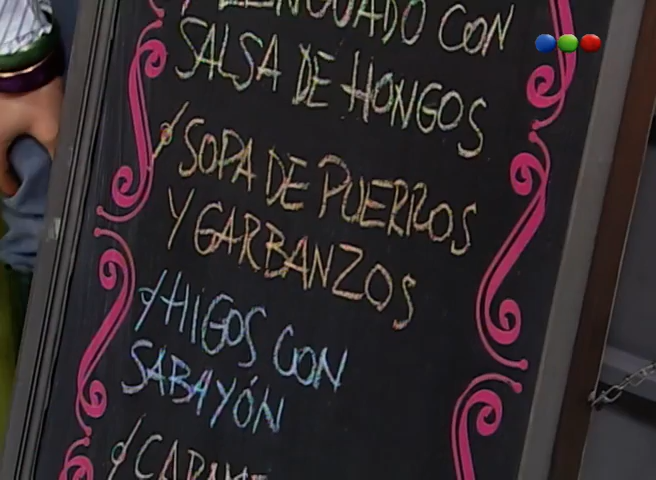 LENGUADO CON
SALSA DE HONGOS
SOPA DE PUERROS
Y GARBANZOS
HIGOS CON
SABAYÓN